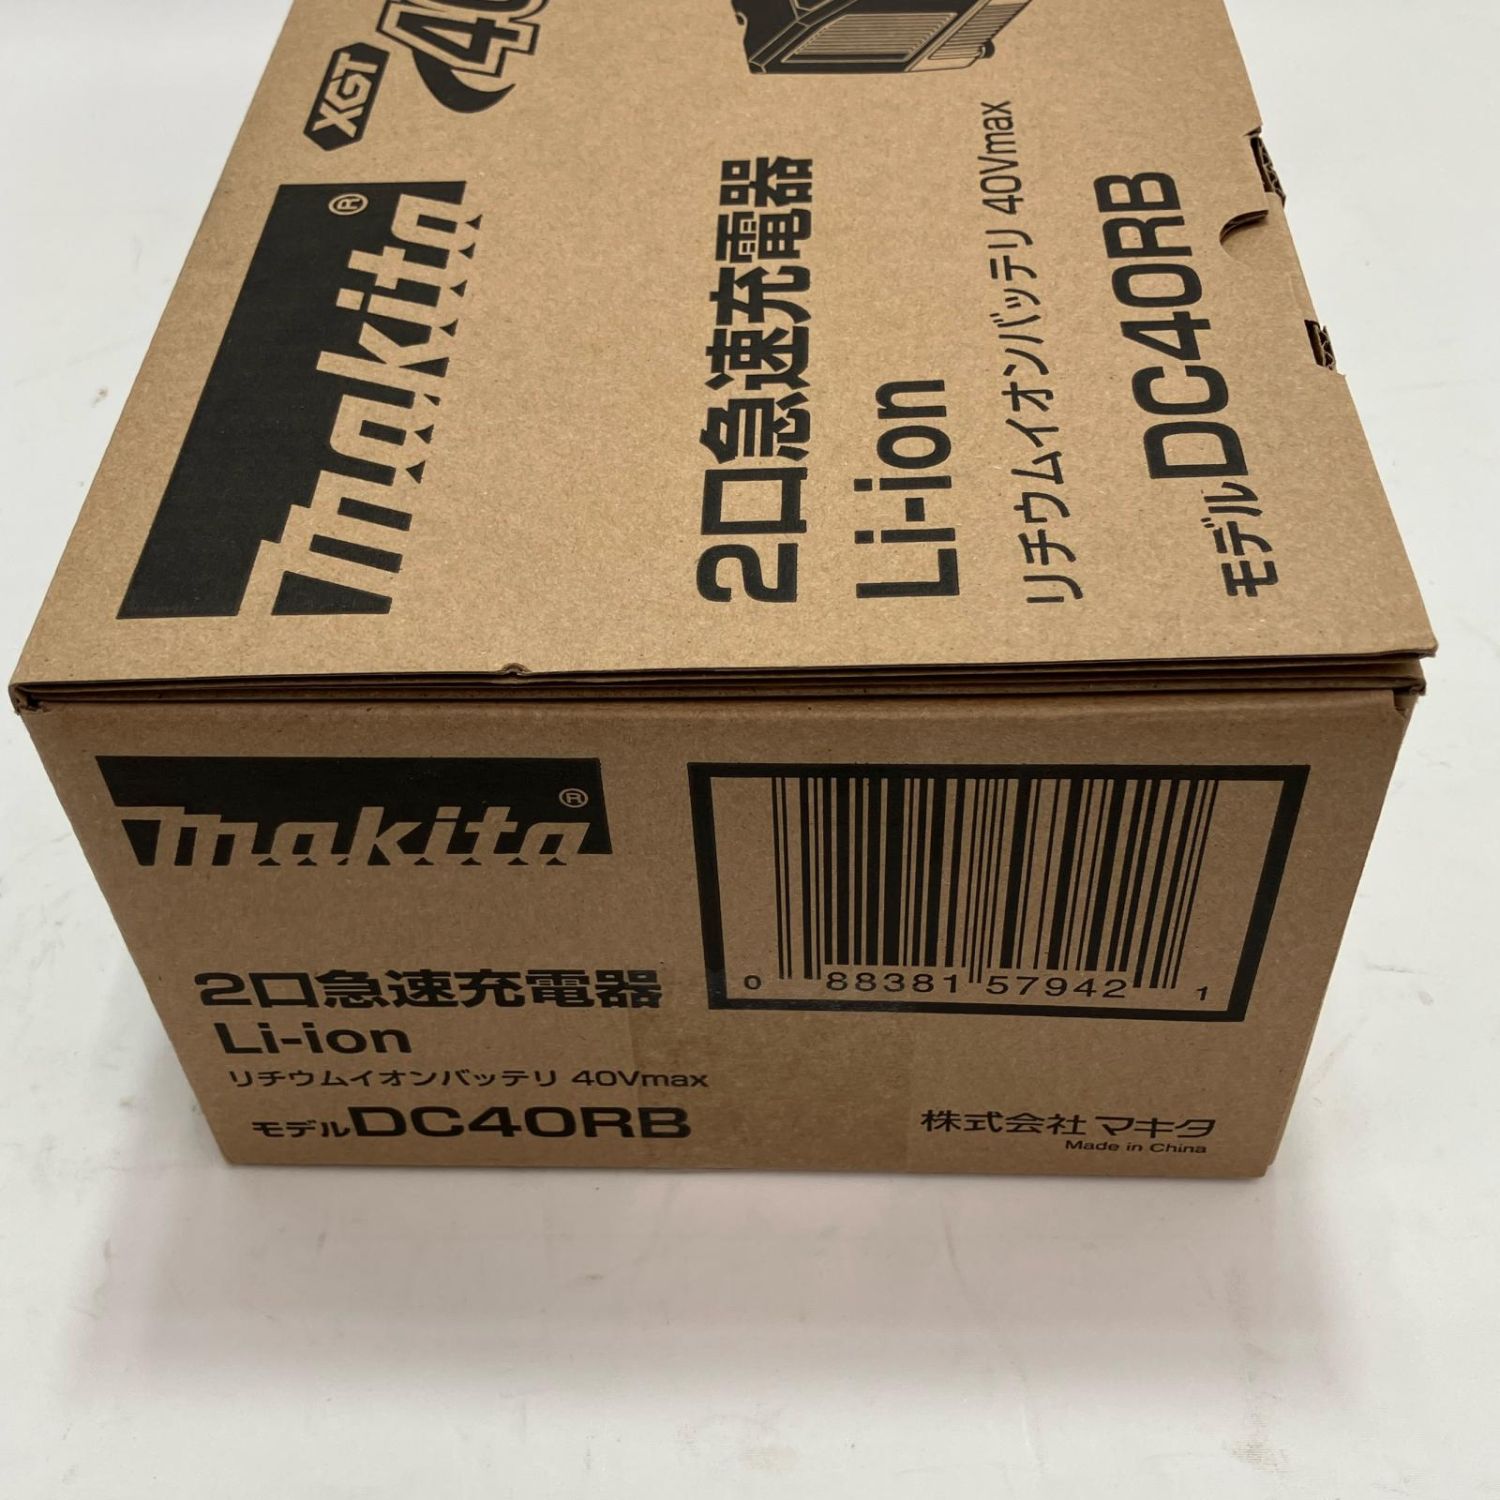 XGT
40
makita®
2口急速充電器
Li-ion
リチウムイオンバッテリ 40Vmax
モデルDC40RB
makita®
2口急速充電器
Li-ion
リチウムイオンバッテリ 40Vmax
モデルDC40RB
0 88381 57942 1
株式会社マキタ
Made in China